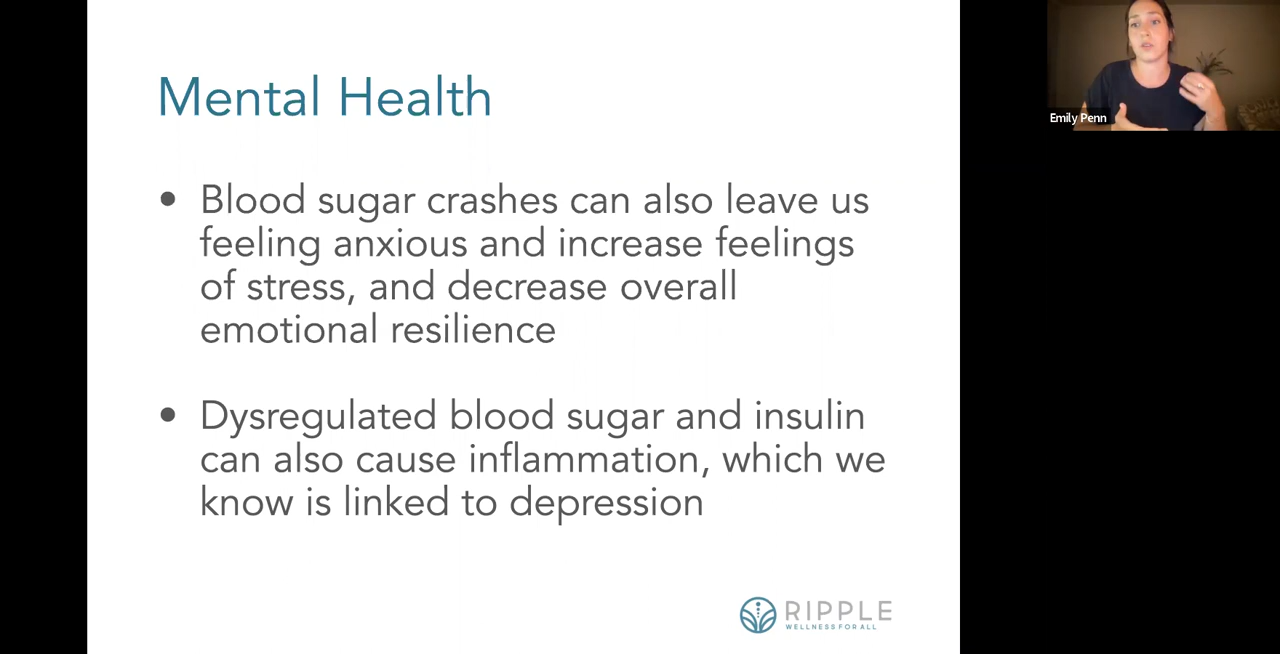 Mental Health
• Blood sugar crashes can also leave us
feeling anxious and increase feelings
of stress, and decrease overall
emotional resilience
• Dysregulated blood sugar and insulin
can also cause inflammation, which we
know is linked to depression
RIPPLE
WELLNESS FOR ALL
Emily Penn